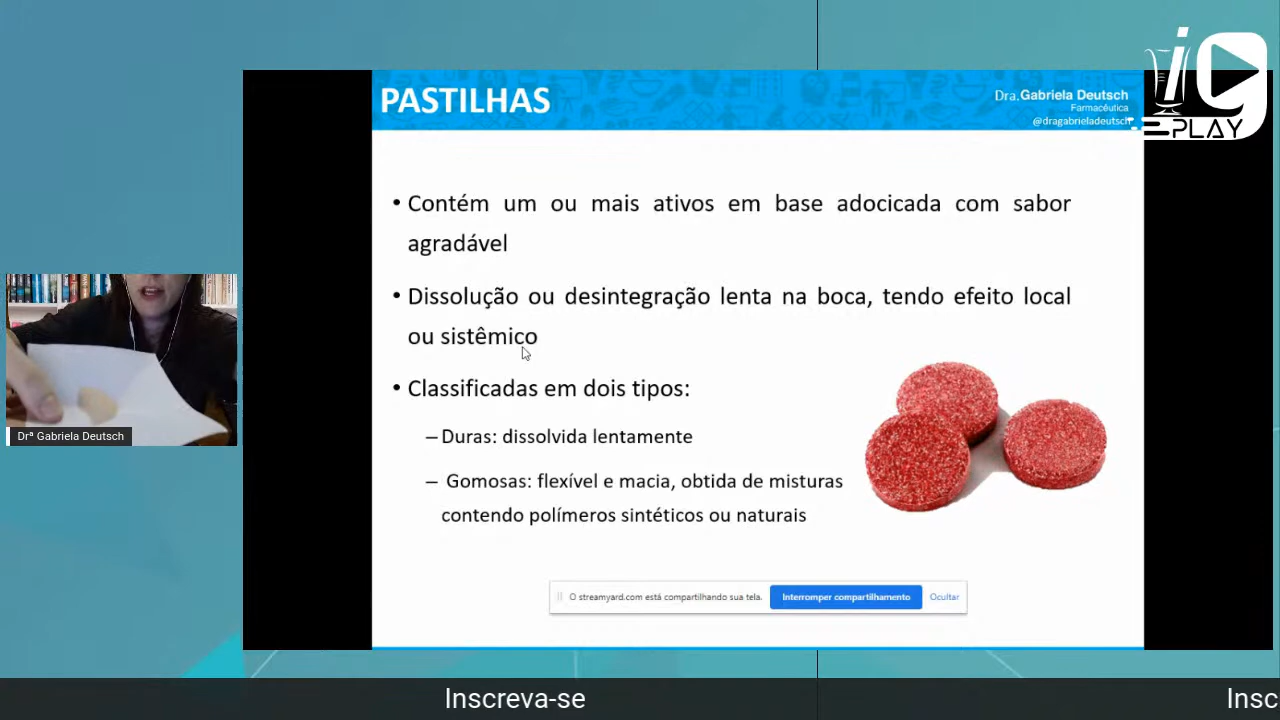 PASTILHAS
Dra.Gabriela Deutsch
Farmacêutica
@dragabrieladeutsch
iG
PLAY
• Contém um ou mais ativos em base adocicada com sabor
agradável
• Dissolução ou desintegração lenta na boca, tendo efeito local
ou sistêmico
• Classificadas em dois tipos:
– Duras: dissolvida lentamente
– Gomosas: flexível e macia, obtida de misturas
contendo polímeros sintéticos ou naturais
Drª Gabriela Deutsch
O streamyard.com está compartilhando sua tela.
Interromper compartilhamento
Ocultar
Inscreva-se
Insc